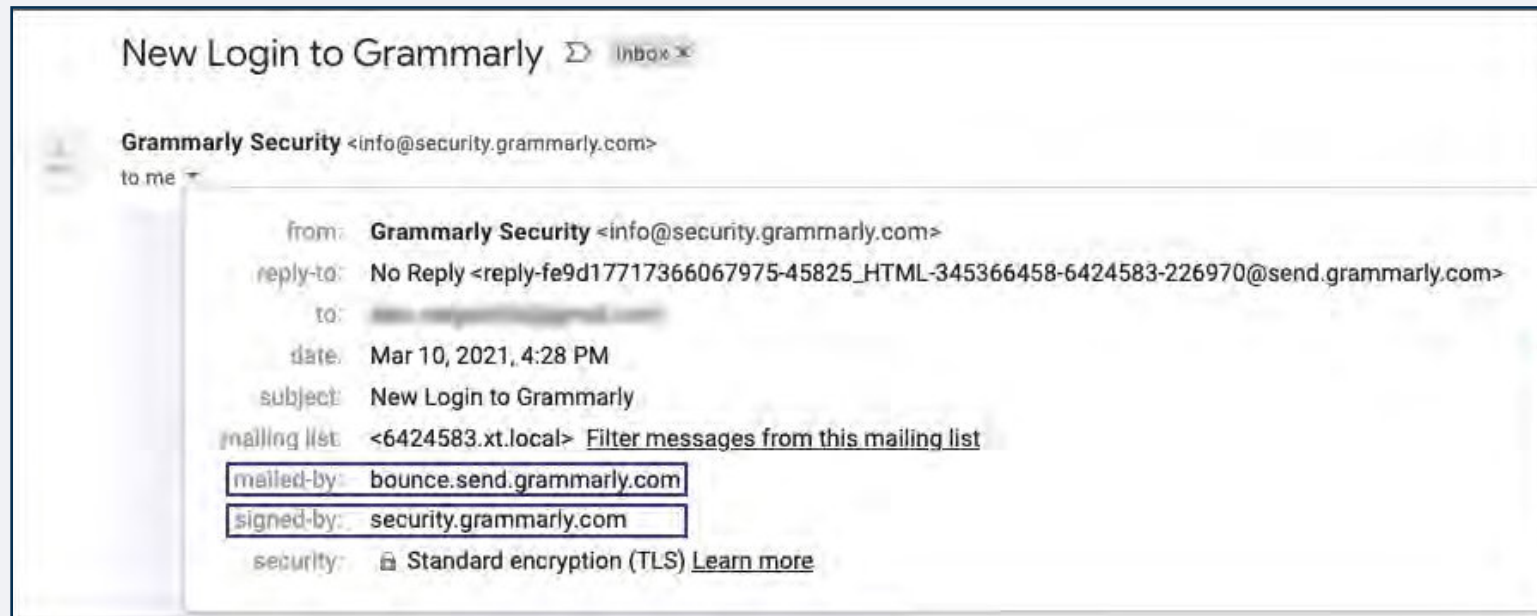 New Login to Grammarly Inbox ×
Grammarly Security <info@security.grammarly.com>
to me
from: Grammarly Security <info@security.grammarly.com>
reply-to: No Reply <reply-fe9d17717366067975-45825_HTML-345366458-6424583-226970@send.grammarly.com>
to:
date: Mar 10, 2021, 4:28 PM
subject: New Login to Grammarly
mailing list: <6424583.xt.local> Filter messages from this mailing list
mailed-by: bounce.send.grammarly.com
signed-by: security.grammarly.com
security: Standard encryption (TLS) Learn more